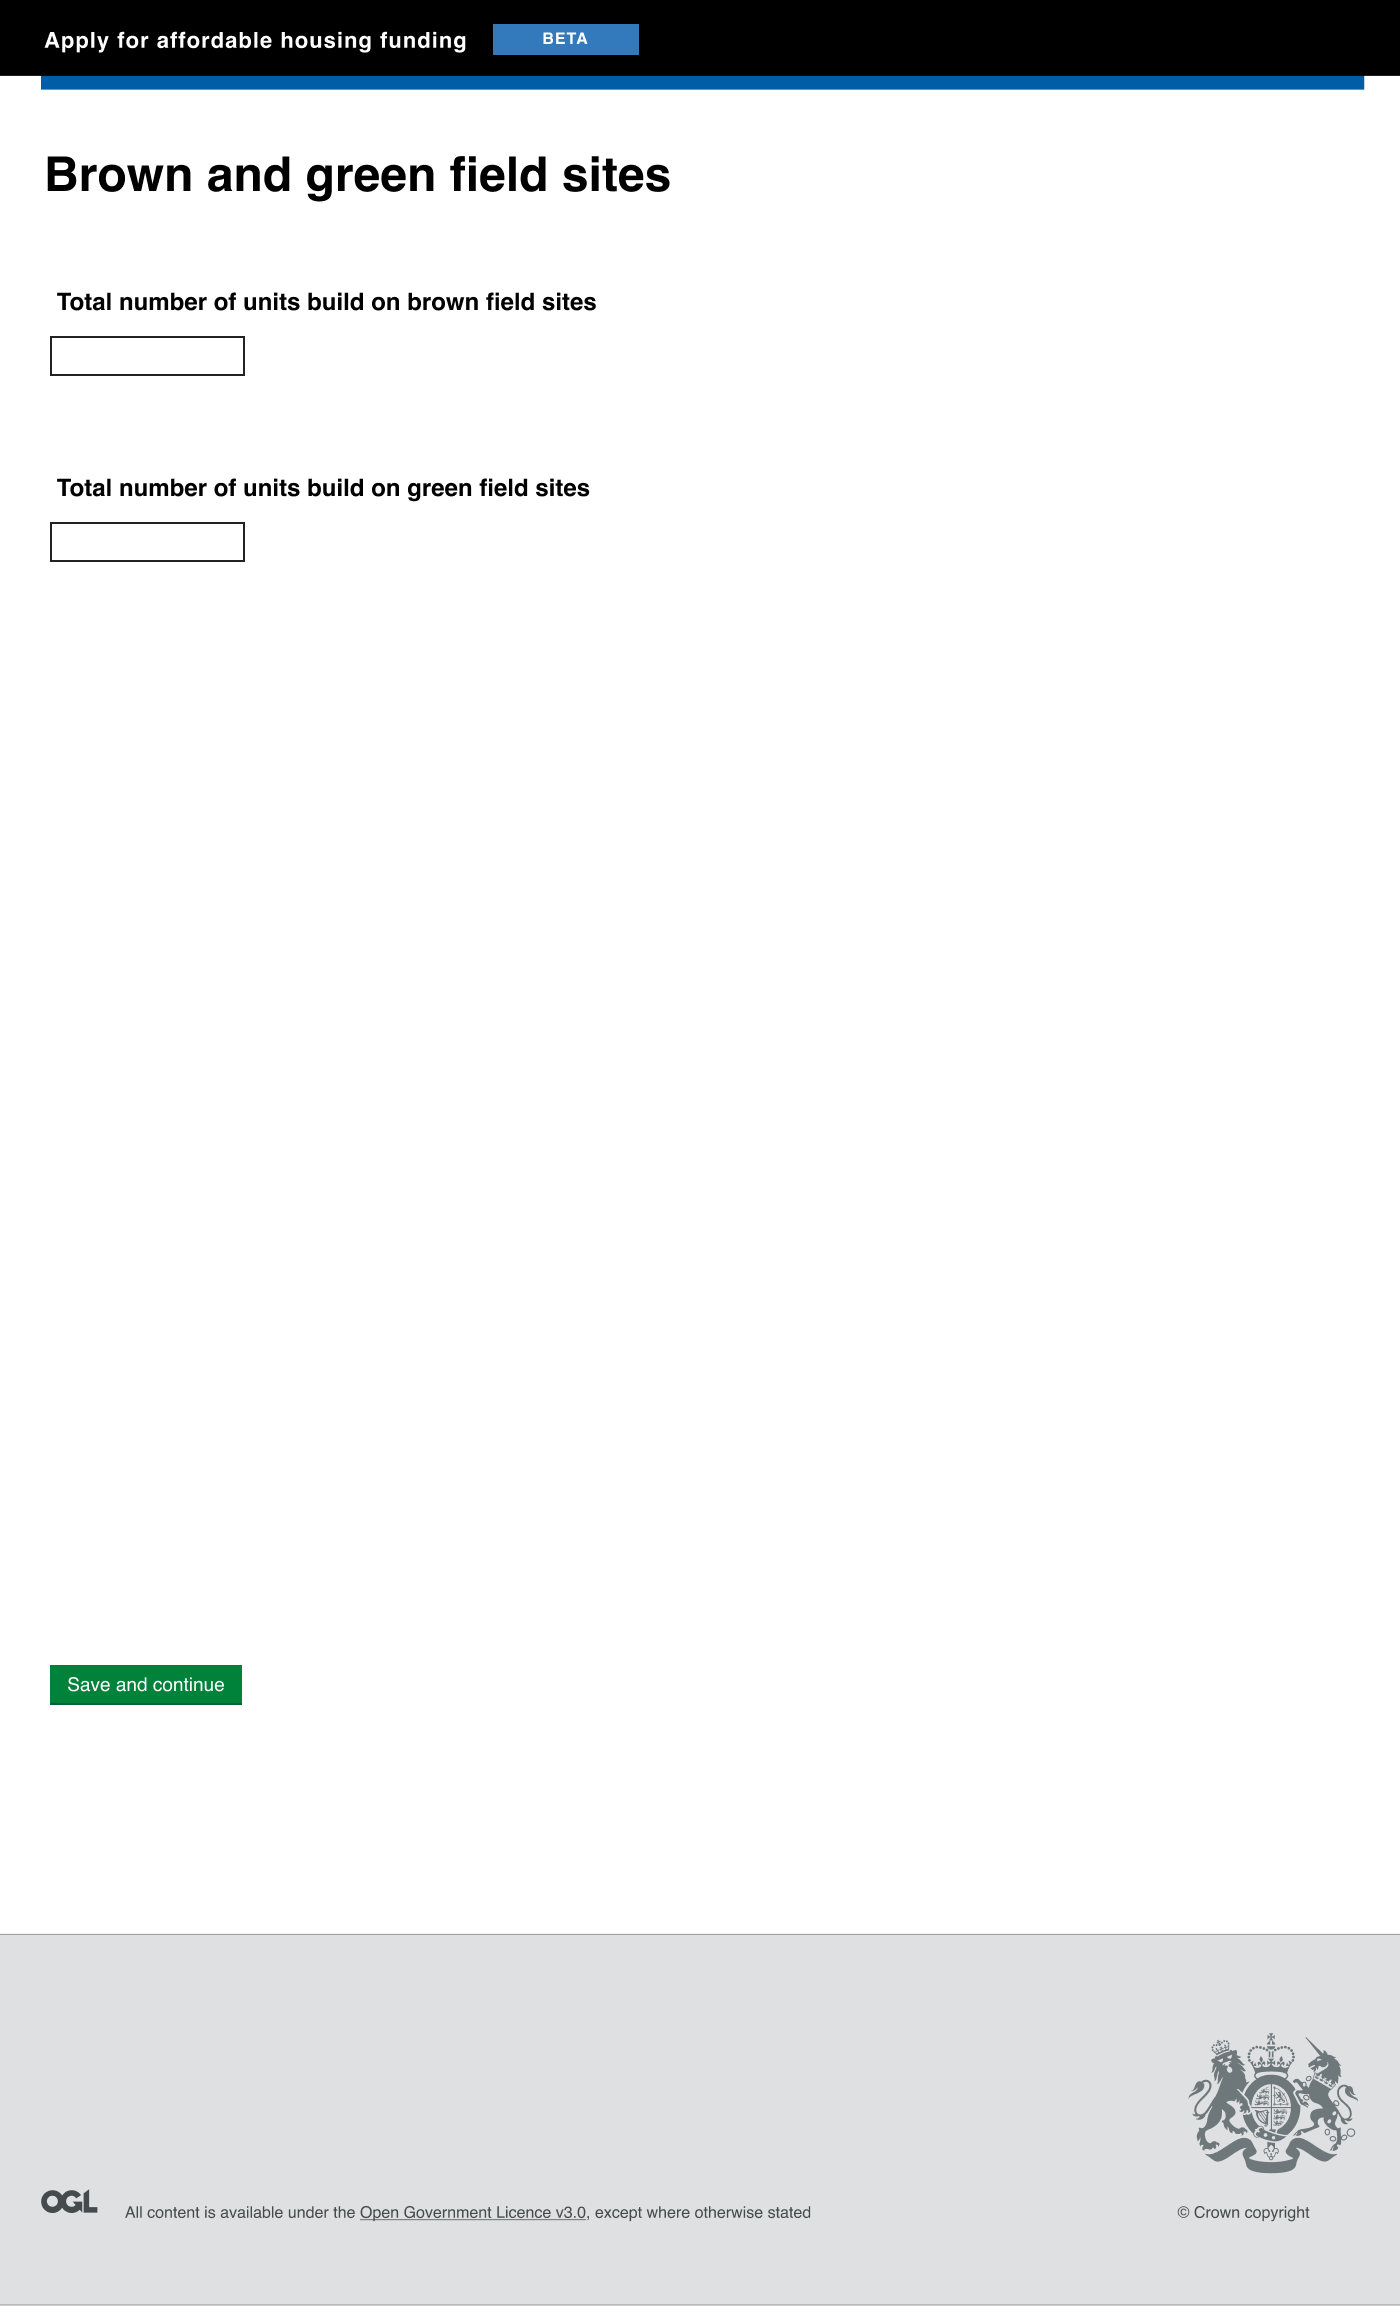 Apply for affordable housing funding BETA
Brown and green field sites
Total number of units build on brown field sites
Total number of units build on green field sites
Save and continue
OGL All content is available under the Open Government Licence v3.0, except where otherwise stated © Crown copyright